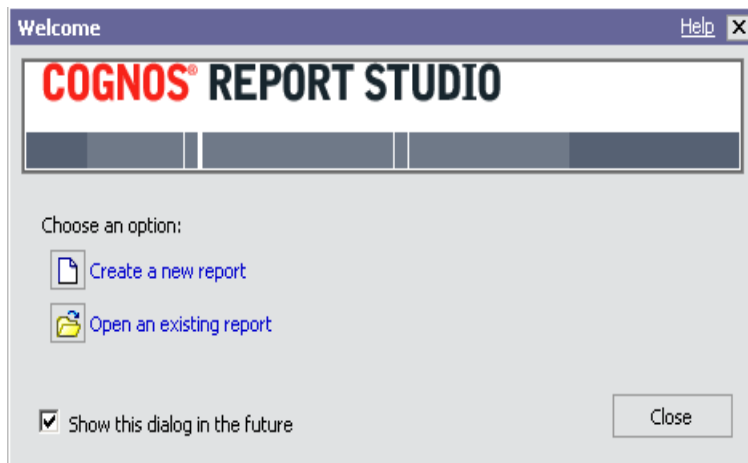 Welcome Help X
COGNOS® REPORT STUDIO
Choose an option:
Create a new report
Open an existing report
Show this dialog in the future
Close